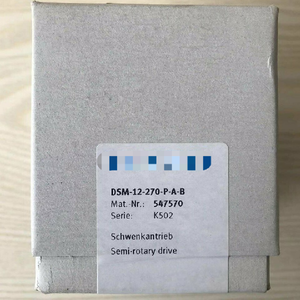 DSM-12-270-P-A-B
Mat.-Nr.: 547570
Serie: K502
Schwenkantrieb
Semi-rotary drive